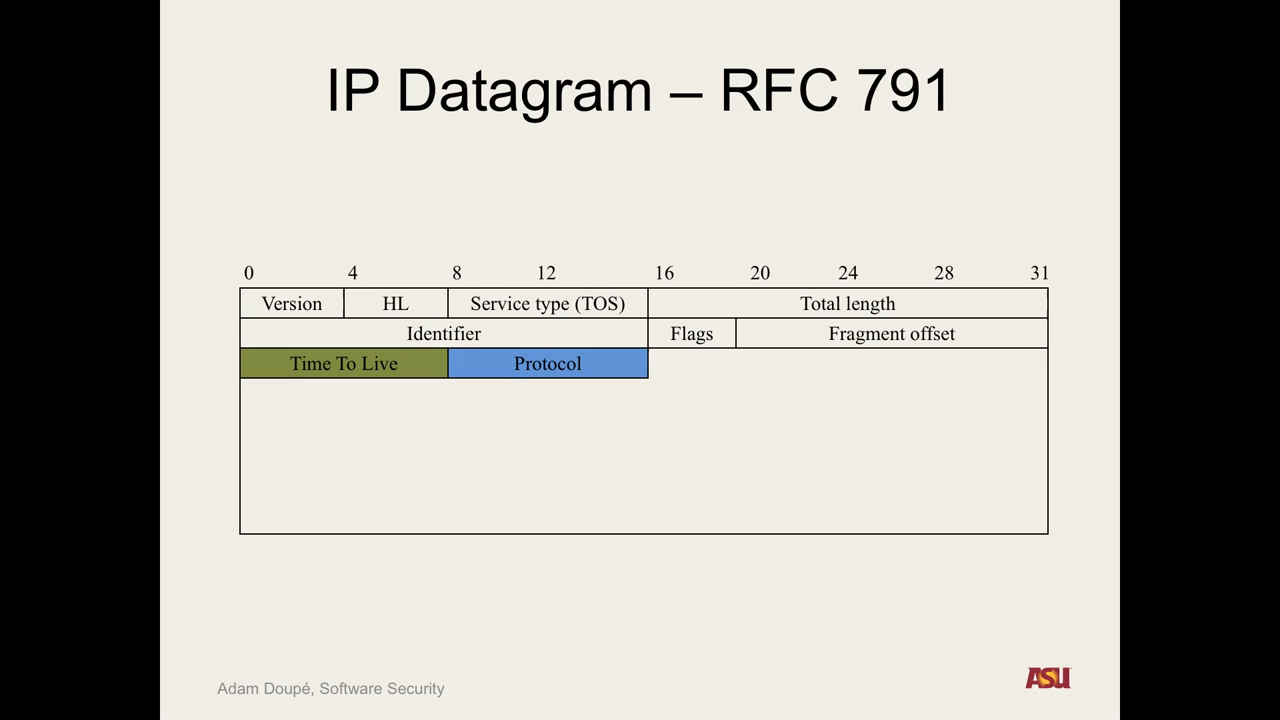 IP Datagram – RFC 791
0 4 8 12 16 20 24 28 31
Version HL Service type (TOS) Total length
Identifier Flags Fragment offset
Time To Live Protocol
Adam Doupé, Software Security
ASU